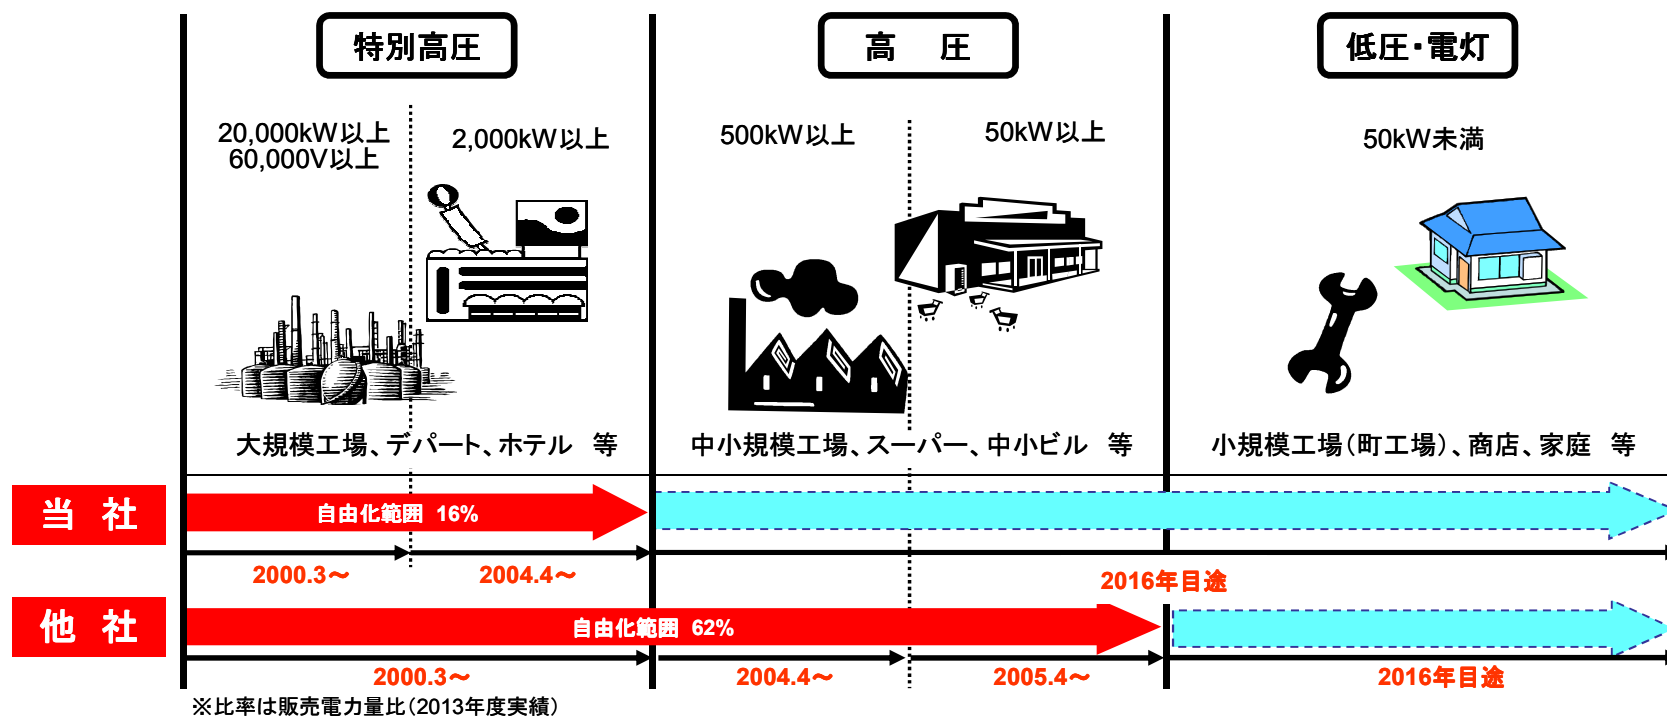 特別高圧
高　圧
低圧・電灯
20,000kW以上
60,000V以上
2,000kW以上
500kW以上
50kW以上
50kW未満
大規模工場、デパート、ホテル　等
中小規模工場、スーパー、中小ビル　等
小規模工場（町工場）、商店、家庭　等
当　社
自由化範囲 16%
2000.3～
2004.4～
2016年目途
他　社
自由化範囲 62%
2000.3～
2004.4～
2005.4～
2016年目途
※比率は販売電力量比（2013年度実績）